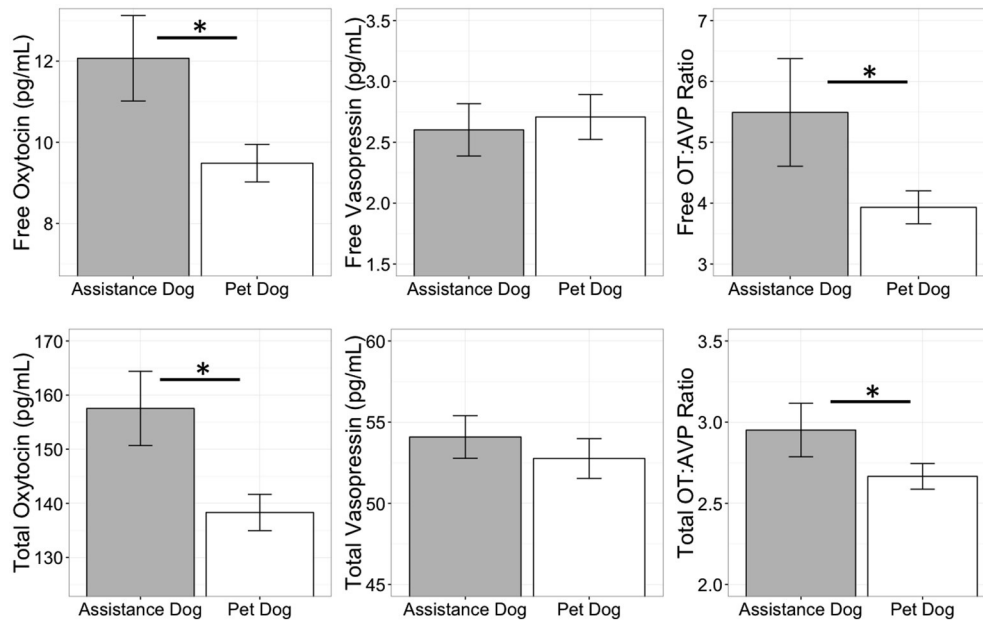 Free Oxytocin (pg/mL)
12
10
8
*
Assistance Dog
Pet Dog
Free Vasopressin (pg/mL)
3.5
3.0
2.5
2.0
1.5
Assistance Dog
Pet Dog
Free OT:AVP Ratio
7
6
5
4
3
*
Assistance Dog
Pet Dog
Total Oxytocin (pg/mL)
170
160
150
140
130
*
Assistance Dog
Pet Dog
Total Vasopressin (pg/mL)
60
55
50
45
Assistance Dog
Pet Dog
Total OT:AVP Ratio
3.5
3.0
2.5
2.0
*
Assistance Dog
Pet Dog